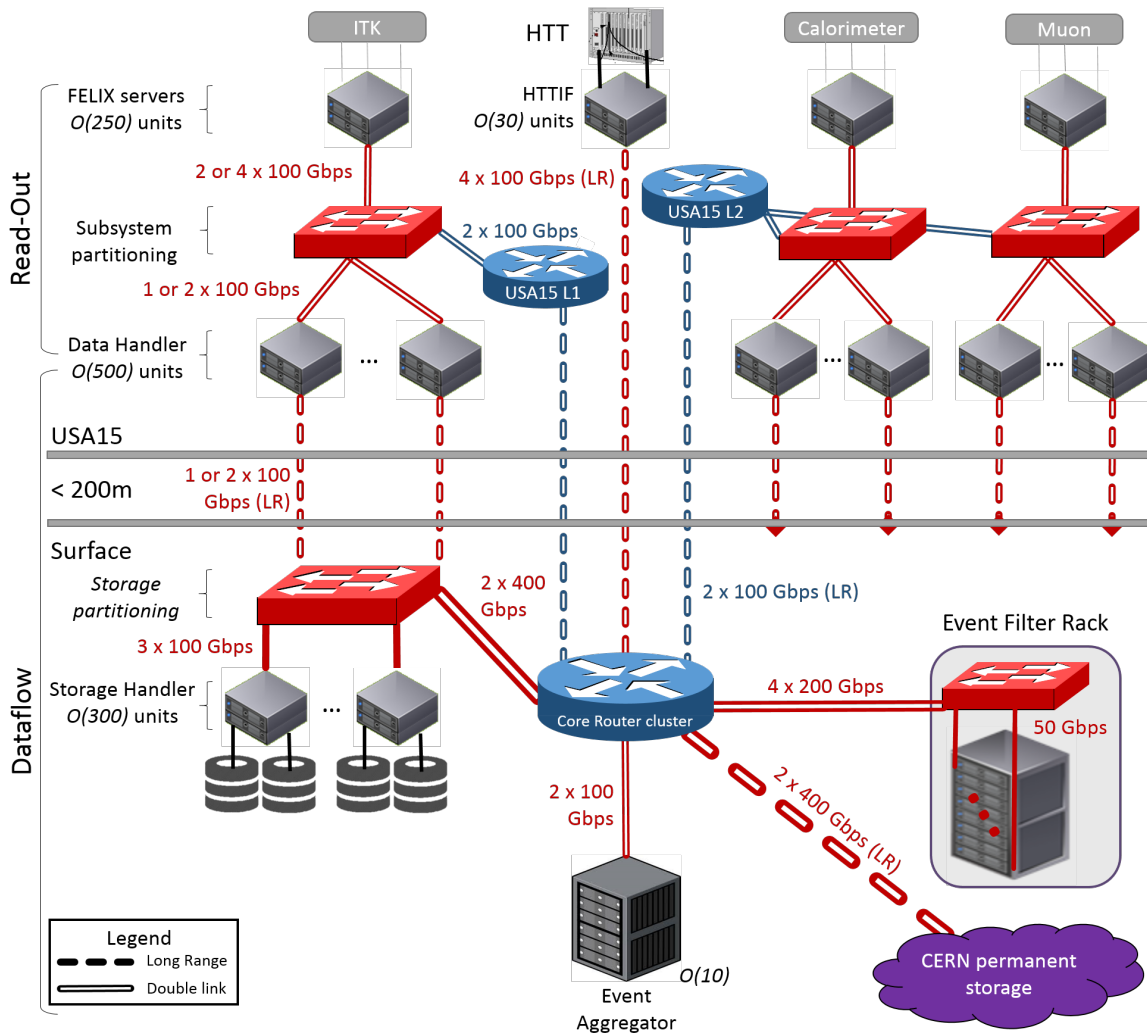 ITK
HTT
Calorimeter
Muon
FELIX servers
O(250) units
HTTIF
O(30) units
Read-Out
2 or 4 x 100 Gbps
4 x 100 Gbps (LR)
USA15 L2
Subsystem
partitioning
2 x 100 Gbps
USA15 L1
1 or 2 x 100 Gbps
Data Handler
O(500) units
...
...
...
...
USA15
< 200m
1 or 2 x 100
Gbps (LR)
Surface
Storage
partitioning
2 x 400
Gbps
2 x 100 Gbps (LR)
Event Filter Rack
3 x 100 Gbps
Dataflow
Storage Handler
O(300) units
...
...
4 x 200 Gbps
Core Router cluster
50 Gbps
2 x 100
Gbps
2 x 400 Gbps (LR)
Legend
Long Range
Double link
O(10)
Event
Aggregator
CERN permanent
storage